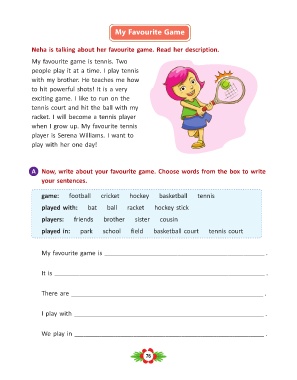 My Favourite Game
Neha is talking about her favourite game. Read her description.
My favourite game is tennis. Two
people play it at a time. I play tennis
with my brother. He teaches me how
to hit powerful shots! It is a very
exciting game. I like to run on the
tennis court and hit the ball with my
racket. I will become a tennis player
when I grow up. My favourite tennis
player is Serena Williams. I want to
play with her one day!
A Now, write about your favourite game. Choose words from the box to write
your sentences.
game: football cricket hockey basketball tennis
played with: bat ball racket hockey stick
players: friends brother sister cousin
played in: park school field basketball court tennis court
My favourite game is ______________________________ .
It is ______________________________ .
There are ______________________________ .
I play with ______________________________ .
We play in ______________________________ .
76